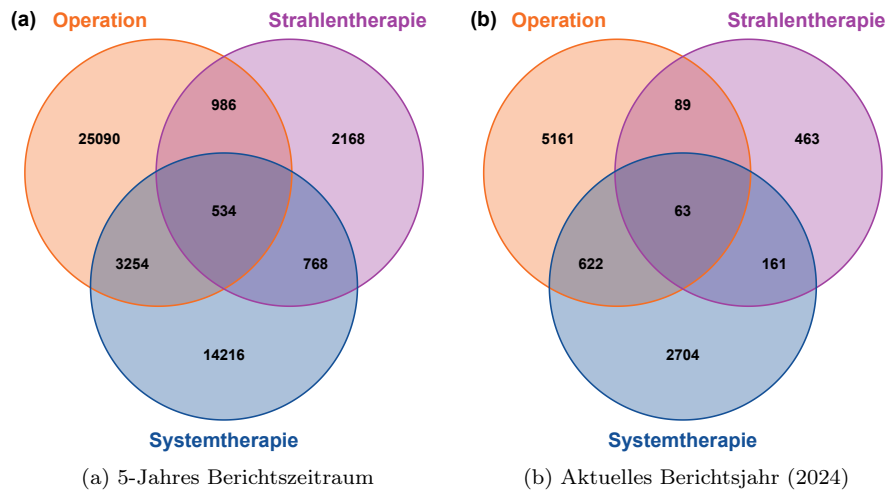 (a) Operation Strahlentherapie
986
25090 2168
534
3254 768
14216
Systemtherapie
(a) 5-Jahres Berichtszeitraum
(b) Operation Strahlentherapie
89
5161 463
63
622 161
2704
Systemtherapie
(b) Aktuelles Berichtsjahr (2024)